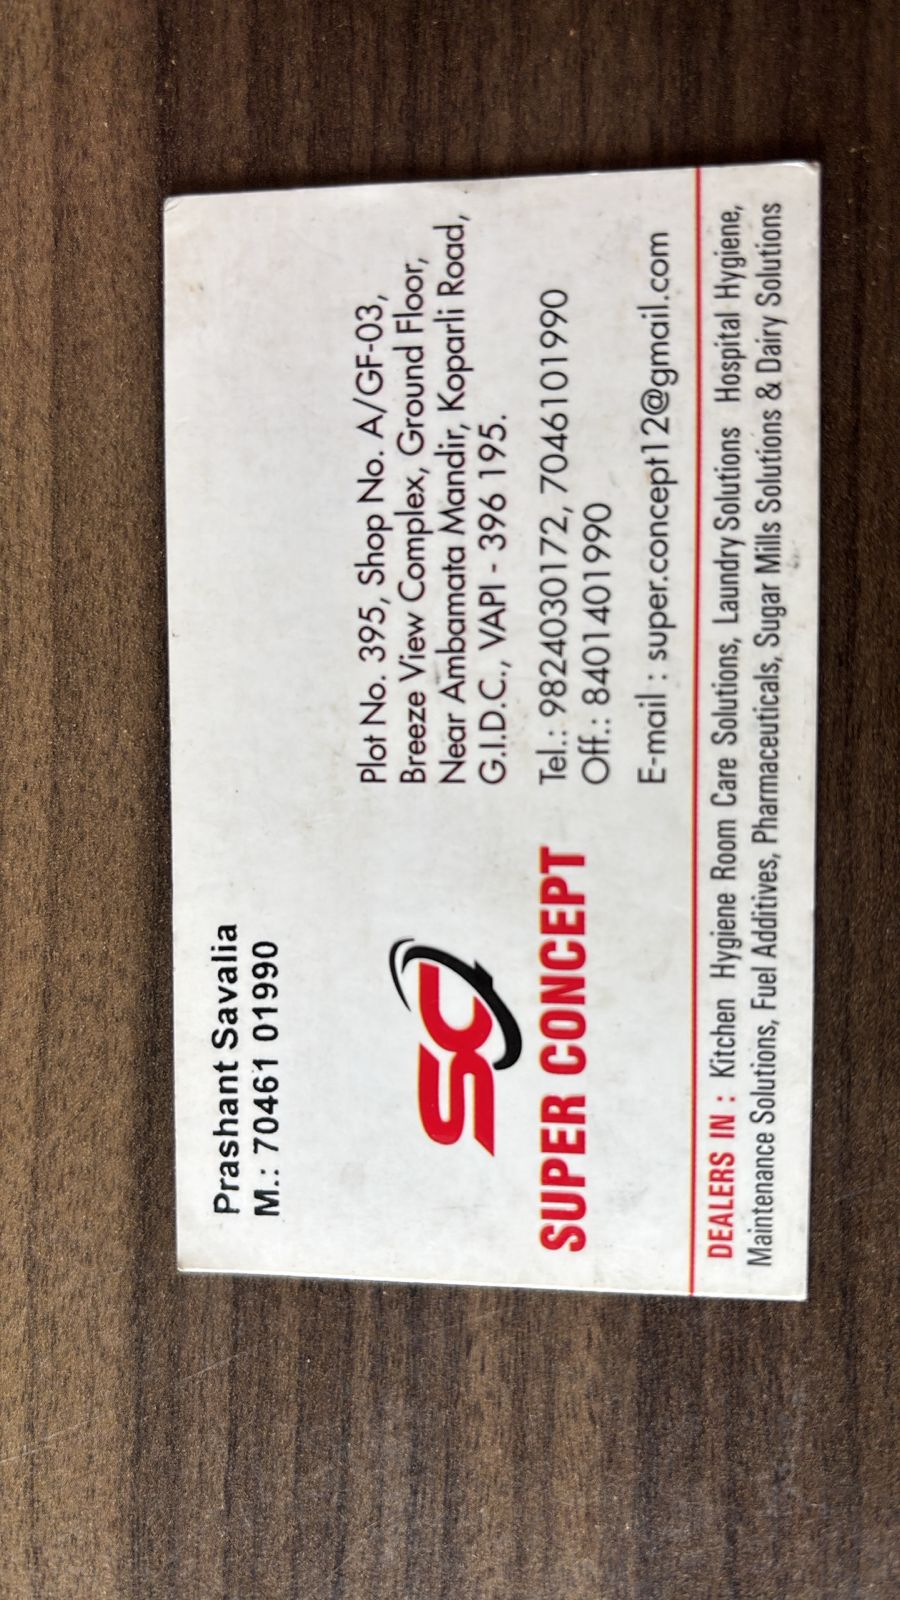 Prashant Savalia
M.: 70461 01990
SC
SUPER CONCEPT
Plot No. 395, Shop No. A/GF-03,
Breeze View Complex, Ground Floor,
Near Ambamata Mandir, Koparli Road,
G.I.D.C., VAPI - 396 195.
Tel.: 9824030172, 7046101990
Off.: 8401401990
E-mail : super.concept12@gmail.com
DEALERS IN : Kitchen Hygiene Room Care Solutions, Laundry Solutions Hospital Hygiene,
Maintenance Solutions, Fuel Additives, Pharmaceuticals, Sugar Mills Solutions & Dairy Solutions